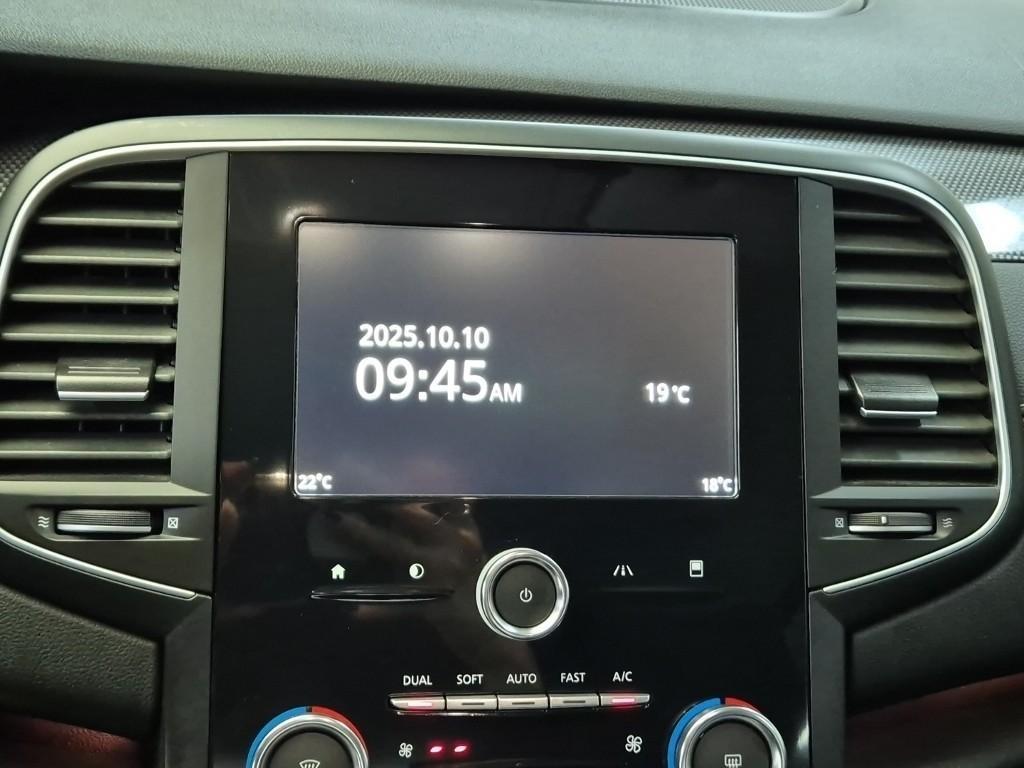 2025.10.10
09:45AM
19°C
22°C
18°C
DUAL SOFT AUTO FAST A/C